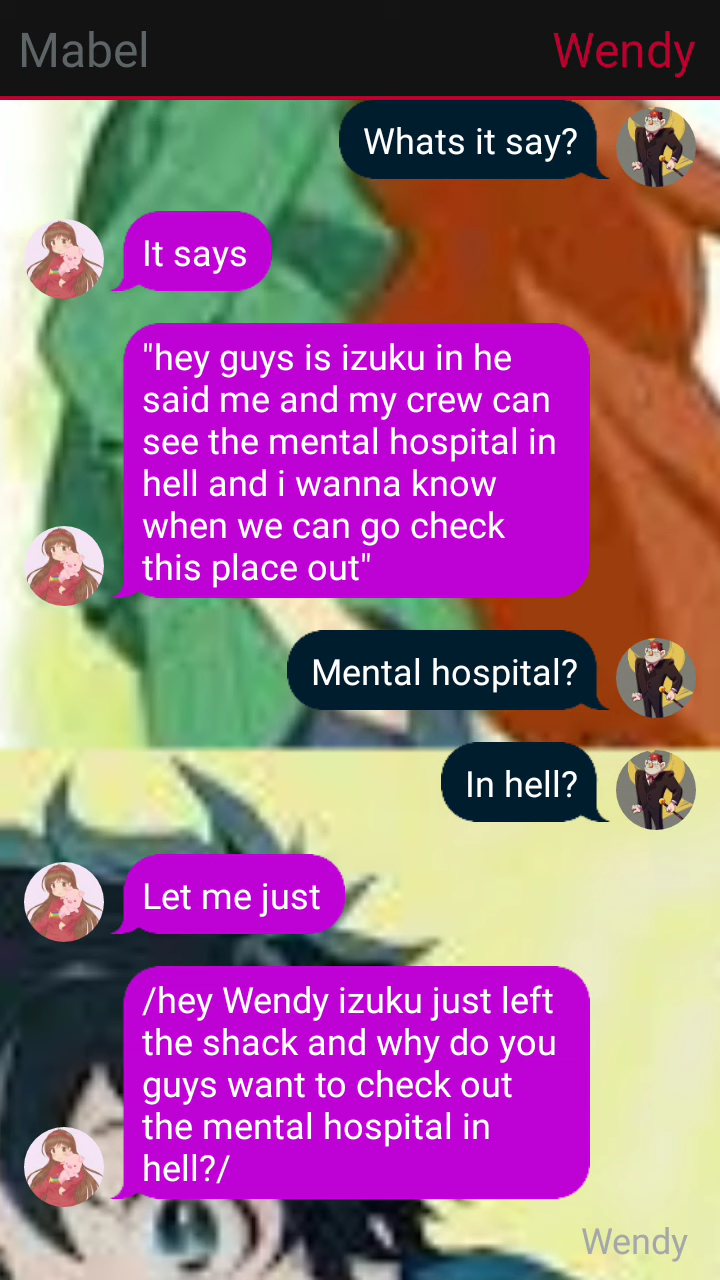 Mabel
Wendy
Whats it say?
It says
"hey guys is izuku in he
said me and my crew can
see the mental hospital in
hell and i wanna know
when we can go check
this place out"
Mental hospital?
In hell?
Let me just
/hey Wendy izuku just left
the shack and why do you
guys want to check out
the mental hospital in
hell?/
Wendy